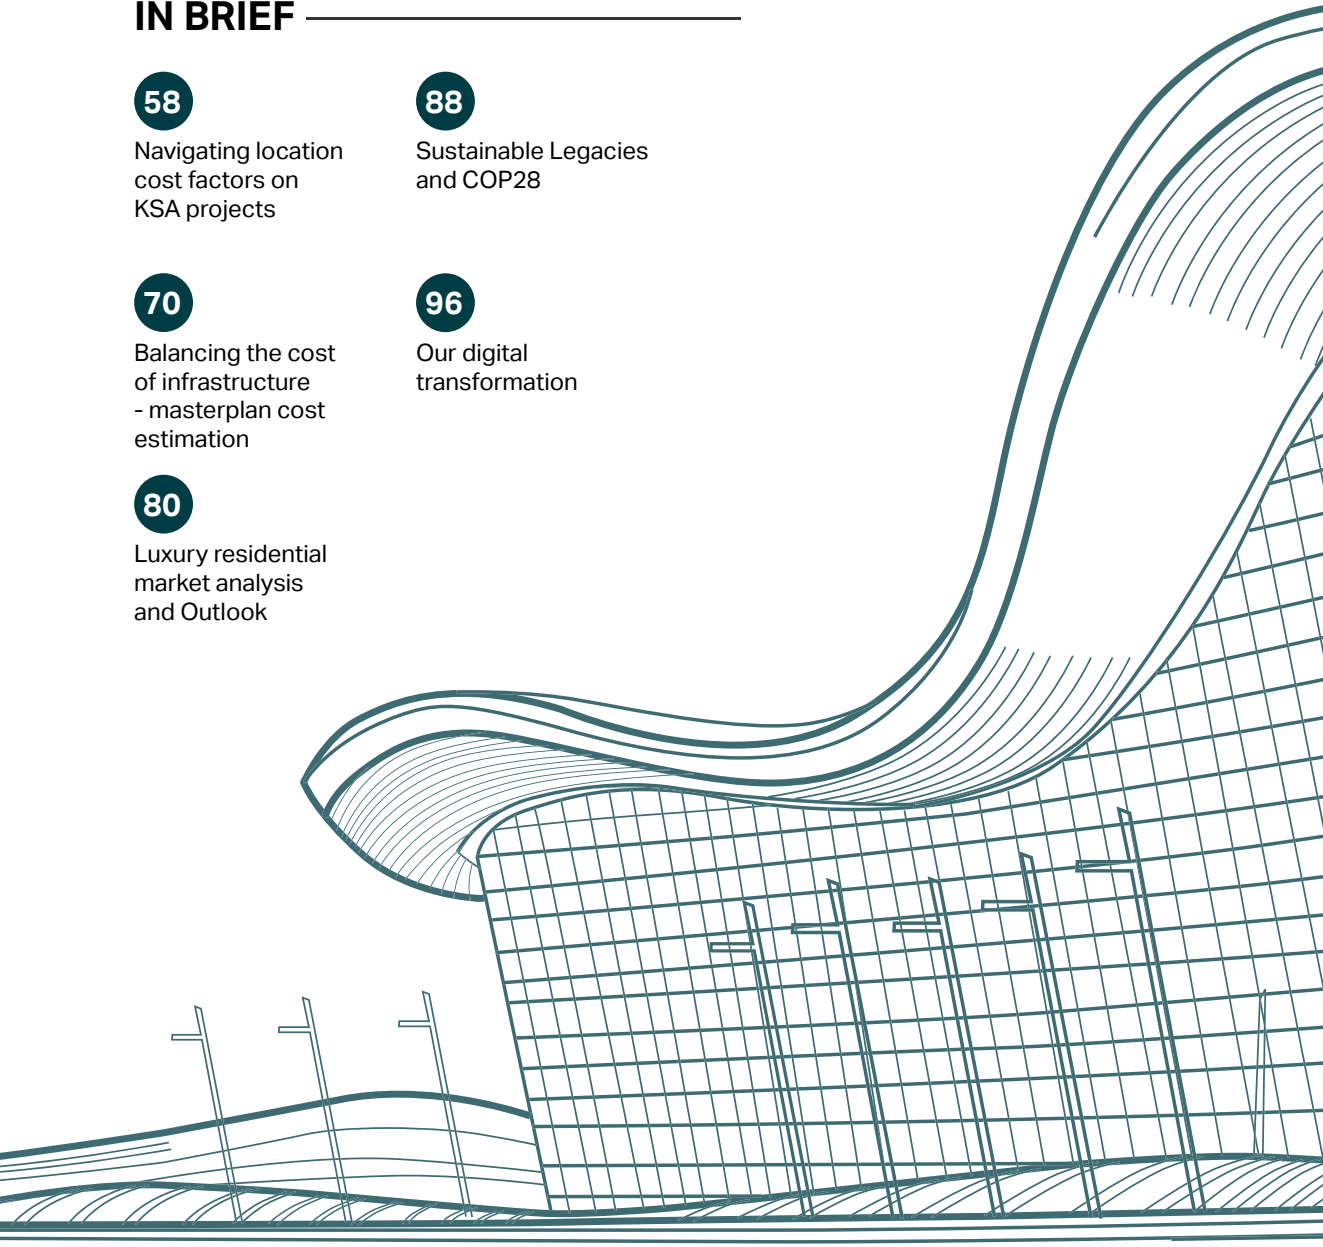 IN BRIEF
58
Navigating location
cost factors on
KSA projects
70
Balancing the cost
of infrastructure
- masterplan cost
estimation
80
Luxury residential
market analysis
and Outlook
88
Sustainable Legacies
and COP28
96
Our digital
transformation